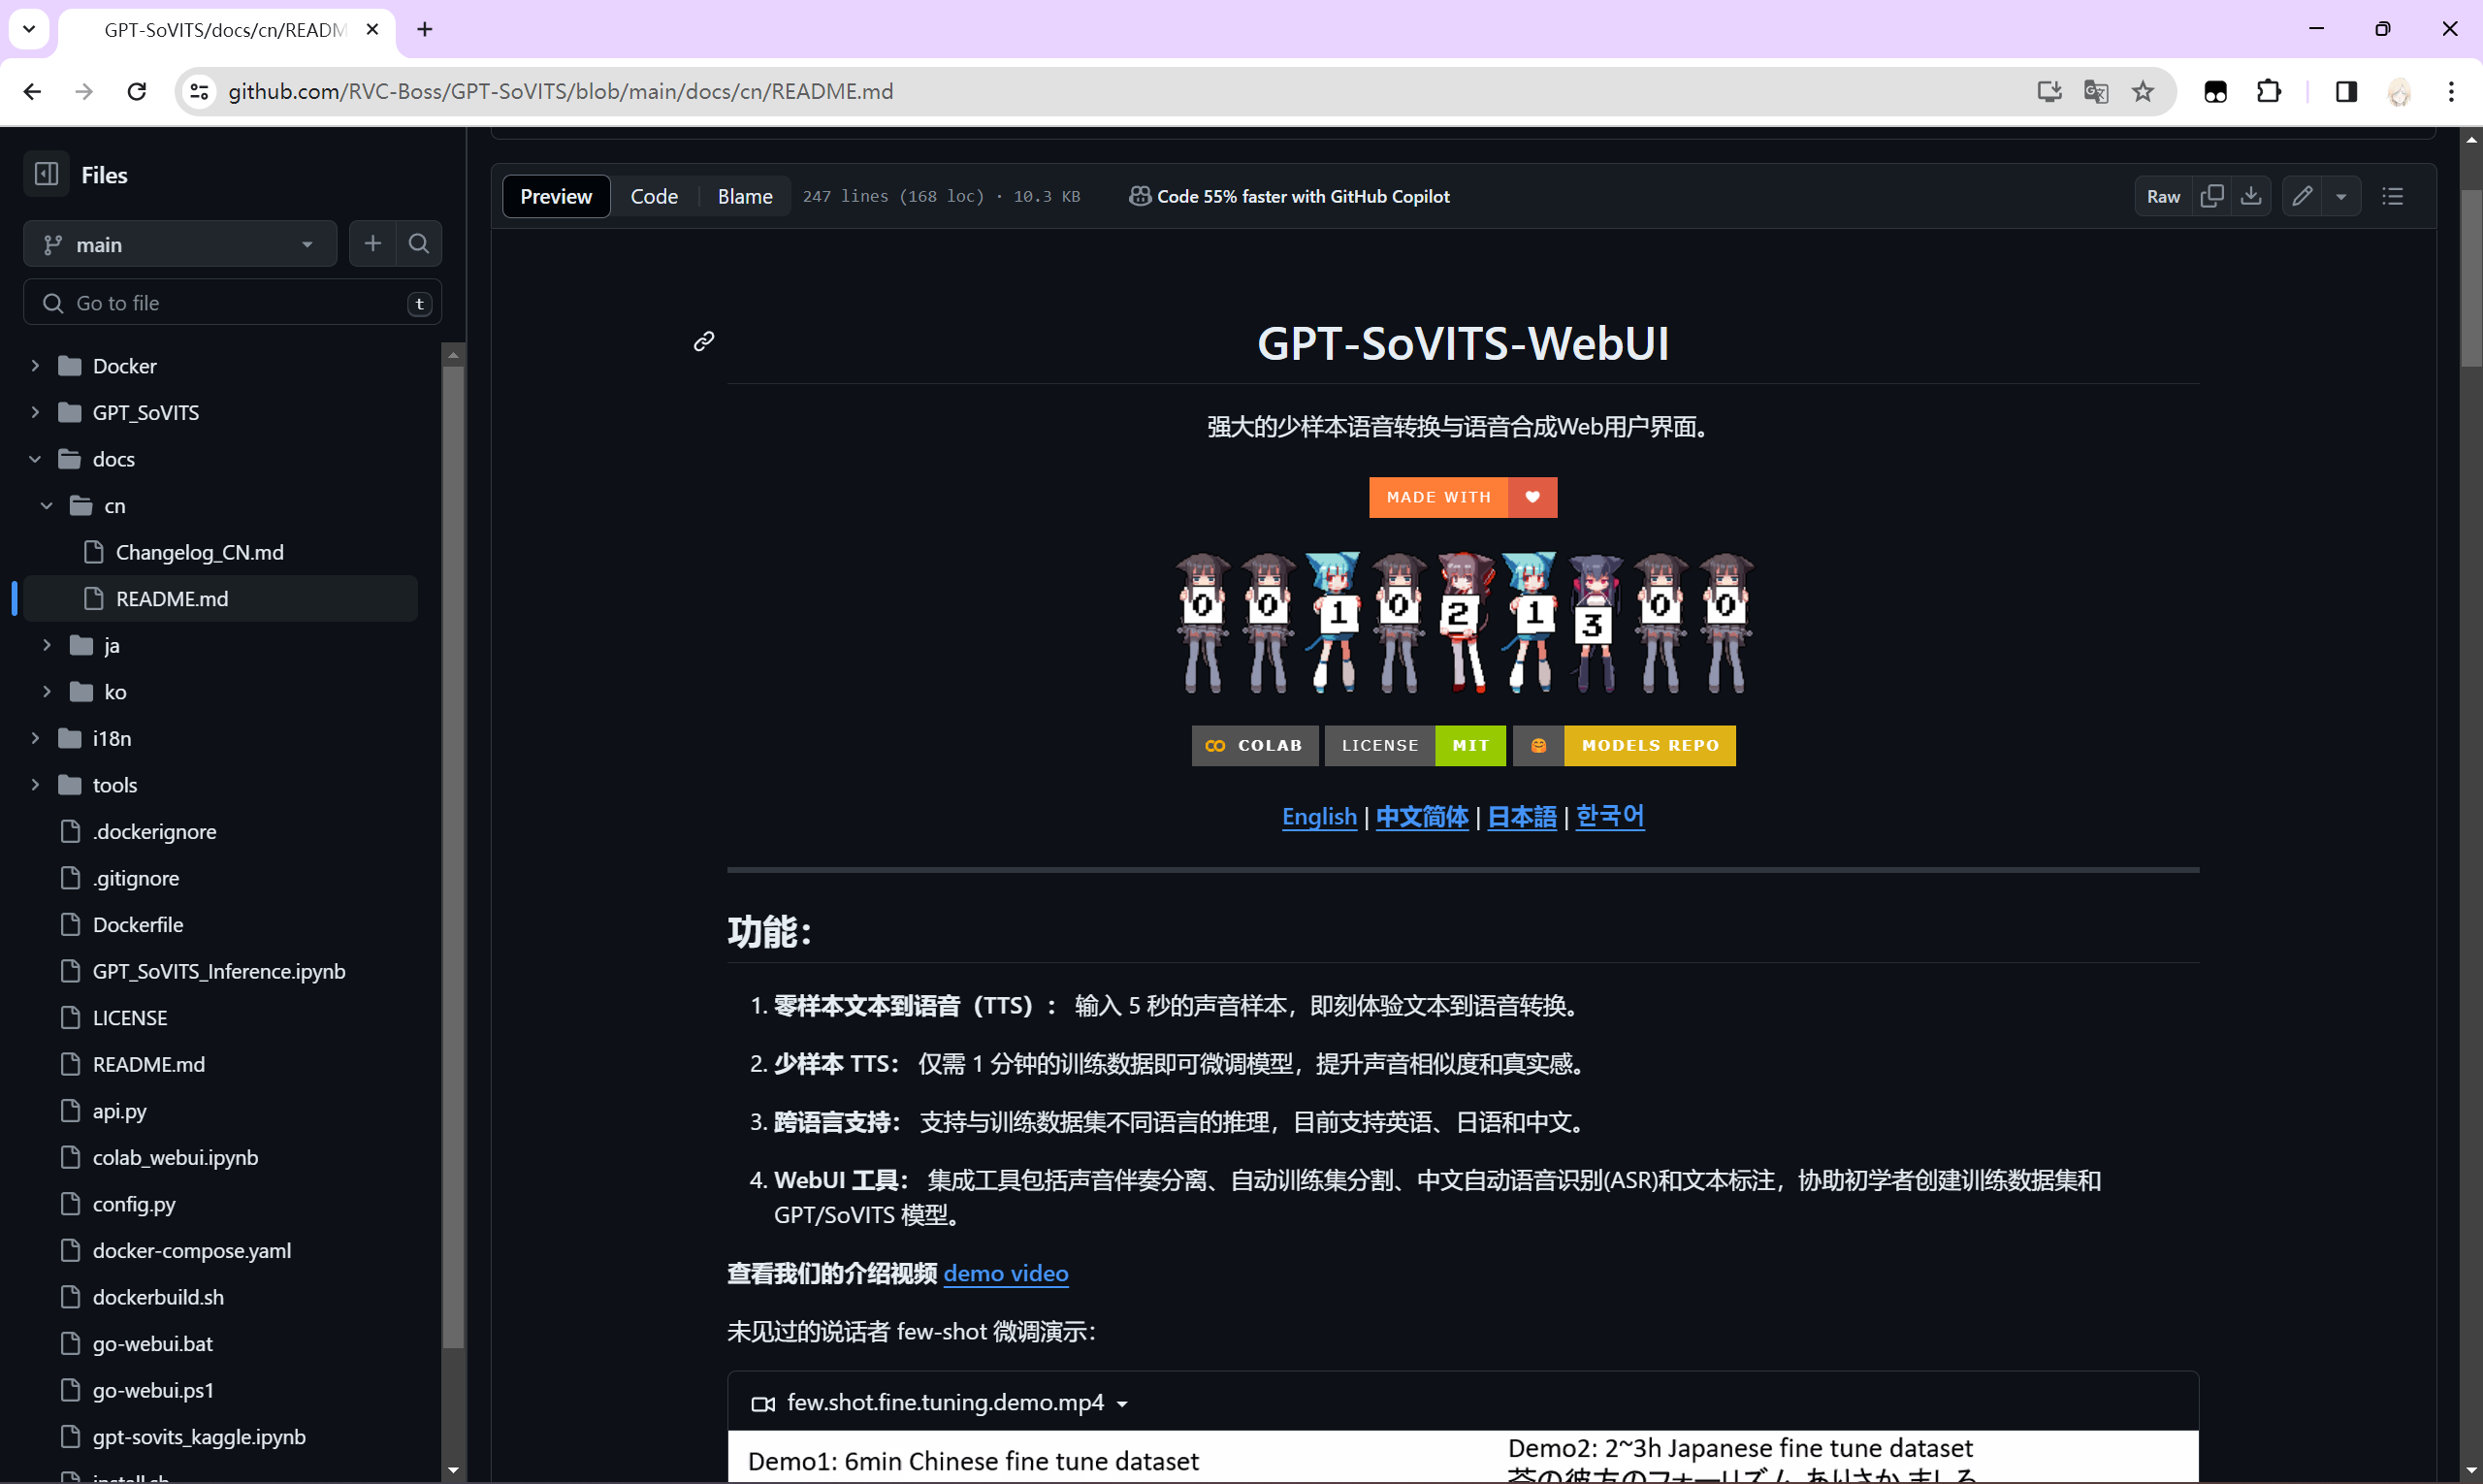 GPT-SoVITS/docs/cn/READM
github.com/RVC-Boss/GPT-SoVITS/blob/main/docs/cn/README.md
Files
main
Go to file
t
Docker
GPT_SoVITS
docs
cn
Changelog_CN.md
README.md
ja
ko
i18n
tools
.dockerignore
.gitignore
Dockerfile
GPT_SoVITS_Inference.ipynb
LICENSE
README.md
api.py
colab_webui.ipynb
config.py
docker-compose.yaml
dockerbuild.sh
go-webui.bat
go-webui.ps1
gpt-sovits_kaggle.ipynb
install.sh
Preview Code Blame 247 lines (168 loc) · 10.3 KB Code 55% faster with GitHub Copilot Raw
GPT-SoVITS-WebUI
强大的少样本语音转换与语音合成Web用户界面。
MADE WITH
0 0 1 0 2 1 3 0 0
COLAB LICENSE MIT MODELS REPO
English | 中文简体 | 日本語 | 한국어
功能：
1. 零样本文本到语音（TTS）： 输入 5 秒的声音样本，即刻体验文本到语音转换。
2. 少样本 TTS： 仅需 1 分钟的训练数据即可微调模型，提升声音相似度和真实感。
3. 跨语言支持： 支持与训练数据集不同语言的推理，目前支持英语、日语和中文。
4. WebUI 工具： 集成工具包括声音伴奏分离、自动训练集分割、中文自动语音识别(ASR)和文本标注，协助初学者创建训练数据集和
GPT/SoVITS 模型。
查看我们的介绍视频 demo video
未见过的说话者 few-shot 微调演示：
few.shot.fine.tuning.demo.mp4
Demo1: 6min Chinese fine tune dataset
Demo2: 2~3h Japanese fine tune dataset